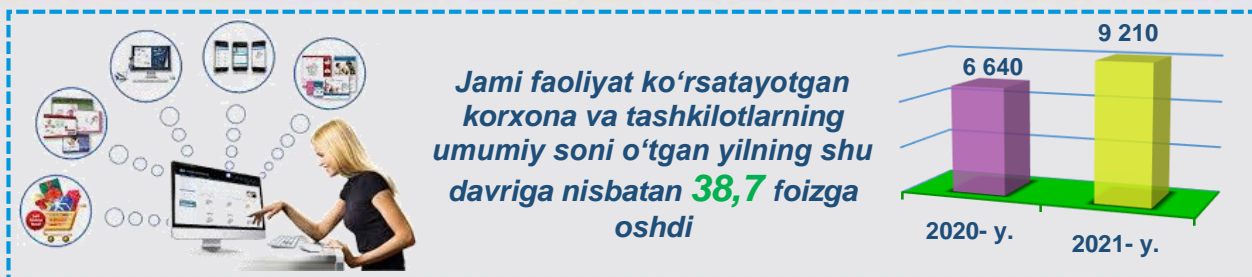 Jami faoliyat ko‘rsatayotgan
korxona va tashkilotlarning
umumiy soni o‘tgan yilning shu
davriga nisbatan 38,7 foizga
oshdi
6 640
9 210
2020- y.
2021- y.